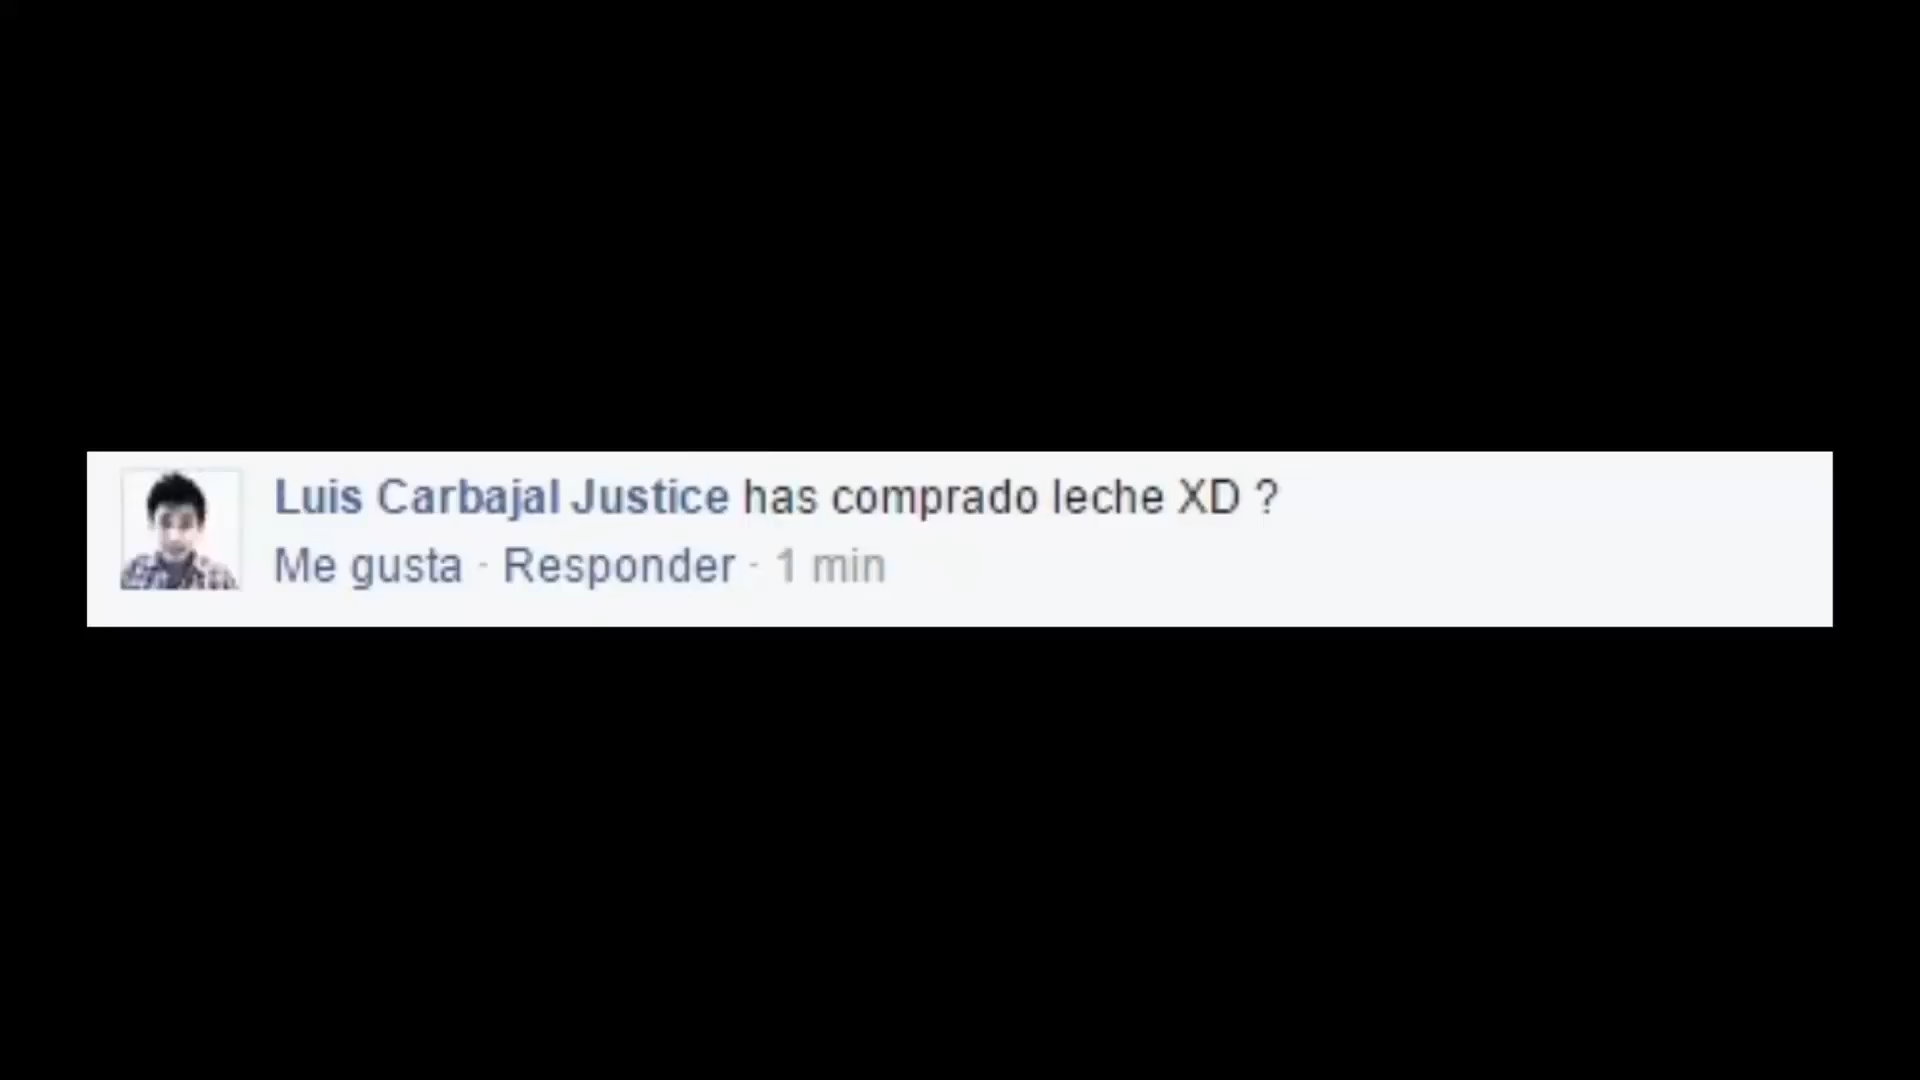 Luis Carbajal Justice has comprado leche XD ?
Me gusta · Responder · 1 min